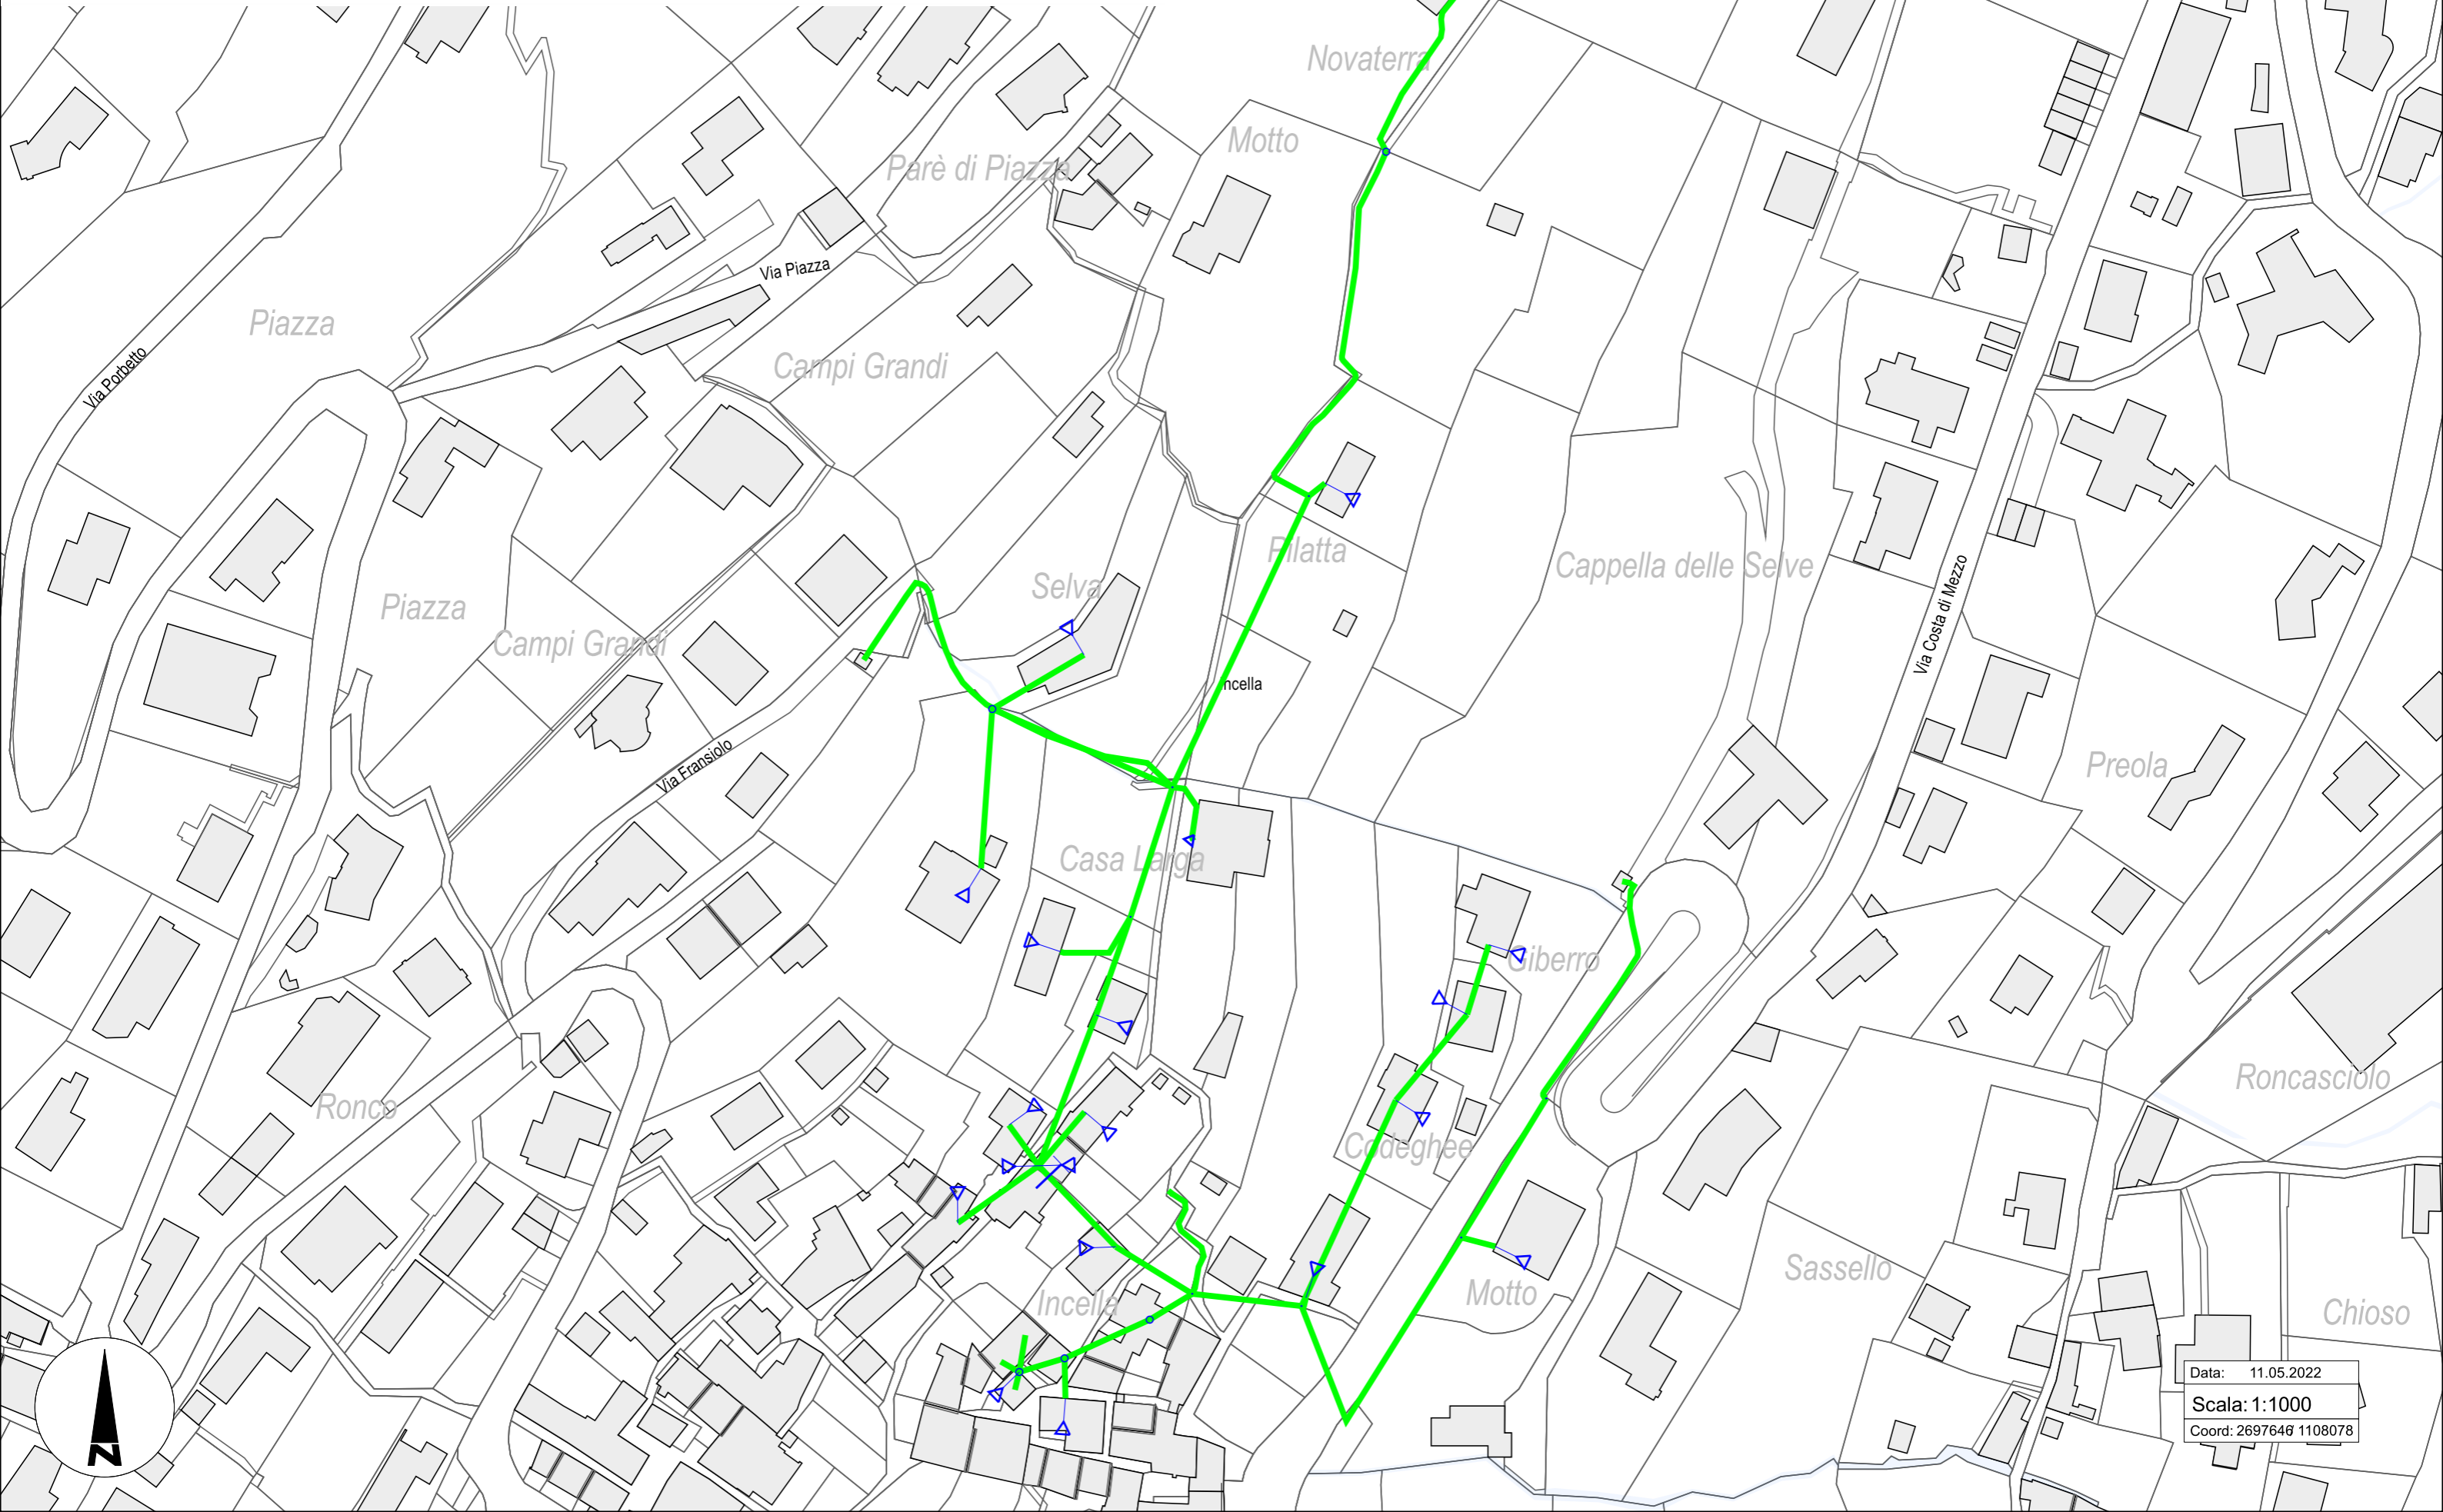 Novaterra
Motto
Parè di Piazza
Via Piazza
Piazza
Campi Grandi
Via Porbetto
Pilatta
Cappella delle Selve
Selva
Piazza
Campi Grandi
Via Costa di Mezzo
Incella
Via Fransiolo
Preola
Casa Larga
Giberro
Ronco
Roncasciolo
Codeghee
Sassello
Motto
Incella
Chioso
N
Data: 11.05.2022
Scala: 1:1000
Coord: 2697646/ 1108078